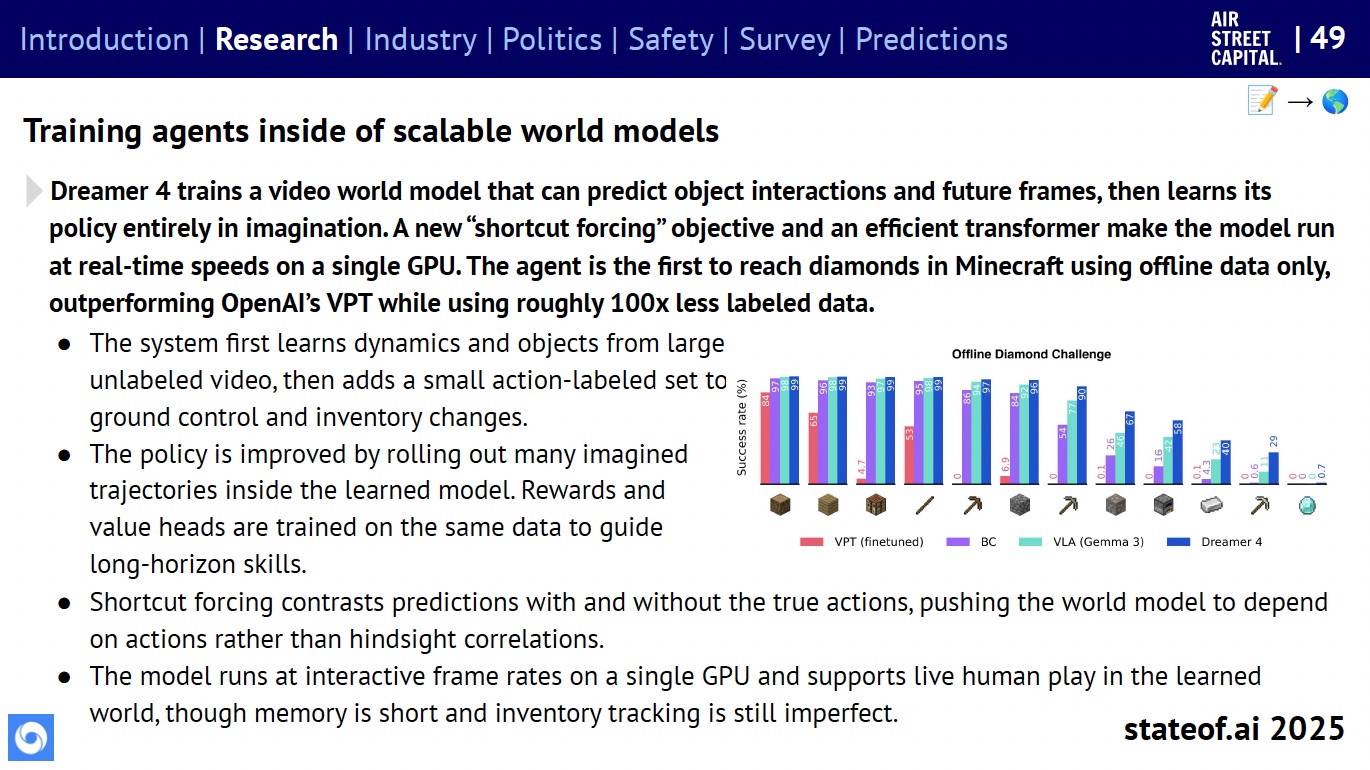 Introduction | Research | Industry | Politics | Safety | Survey | Predictions
AIR
STREET
CAPITAL.
| 49
Training agents inside of scalable world models
Dreamer 4 trains a video world model that can predict object interactions and future frames, then learns its
policy entirely in imagination. A new “shortcut forcing” objective and an efficient transformer make the model run
at real-time speeds on a single GPU. The agent is the first to reach diamonds in Minecraft using offline data only,
outperforming OpenAI’s VPT while using roughly 100x less labeled data.
● The system first learns dynamics and objects from large
unlabeled video, then adds a small action-labeled set to
ground control and inventory changes.
● The policy is improved by rolling out many imagined
trajectories inside the learned model. Rewards and
value heads are trained on the same data to guide
long-horizon skills.
Offline Diamond Challenge
Success rate (%)
84 97 98 99
65 96 98 99
4.7 93 97 99
53 95 98 99
0 86 94 97
6.9 84 92 96
0 54 77 90
0.1 26 46 67
0 16 42 58
0.1 4.3 23 40
0 0.6 11 29
0 0 0 0.7
VPT (finetuned) BC VLA (Gemma 3) Dreamer 4
● Shortcut forcing contrasts predictions with and without the true actions, pushing the world model to depend
on actions rather than hindsight correlations.
● The model runs at interactive frame rates on a single GPU and supports live human play in the learned
world, though memory is short and inventory tracking is still imperfect.
stateof.ai 2025